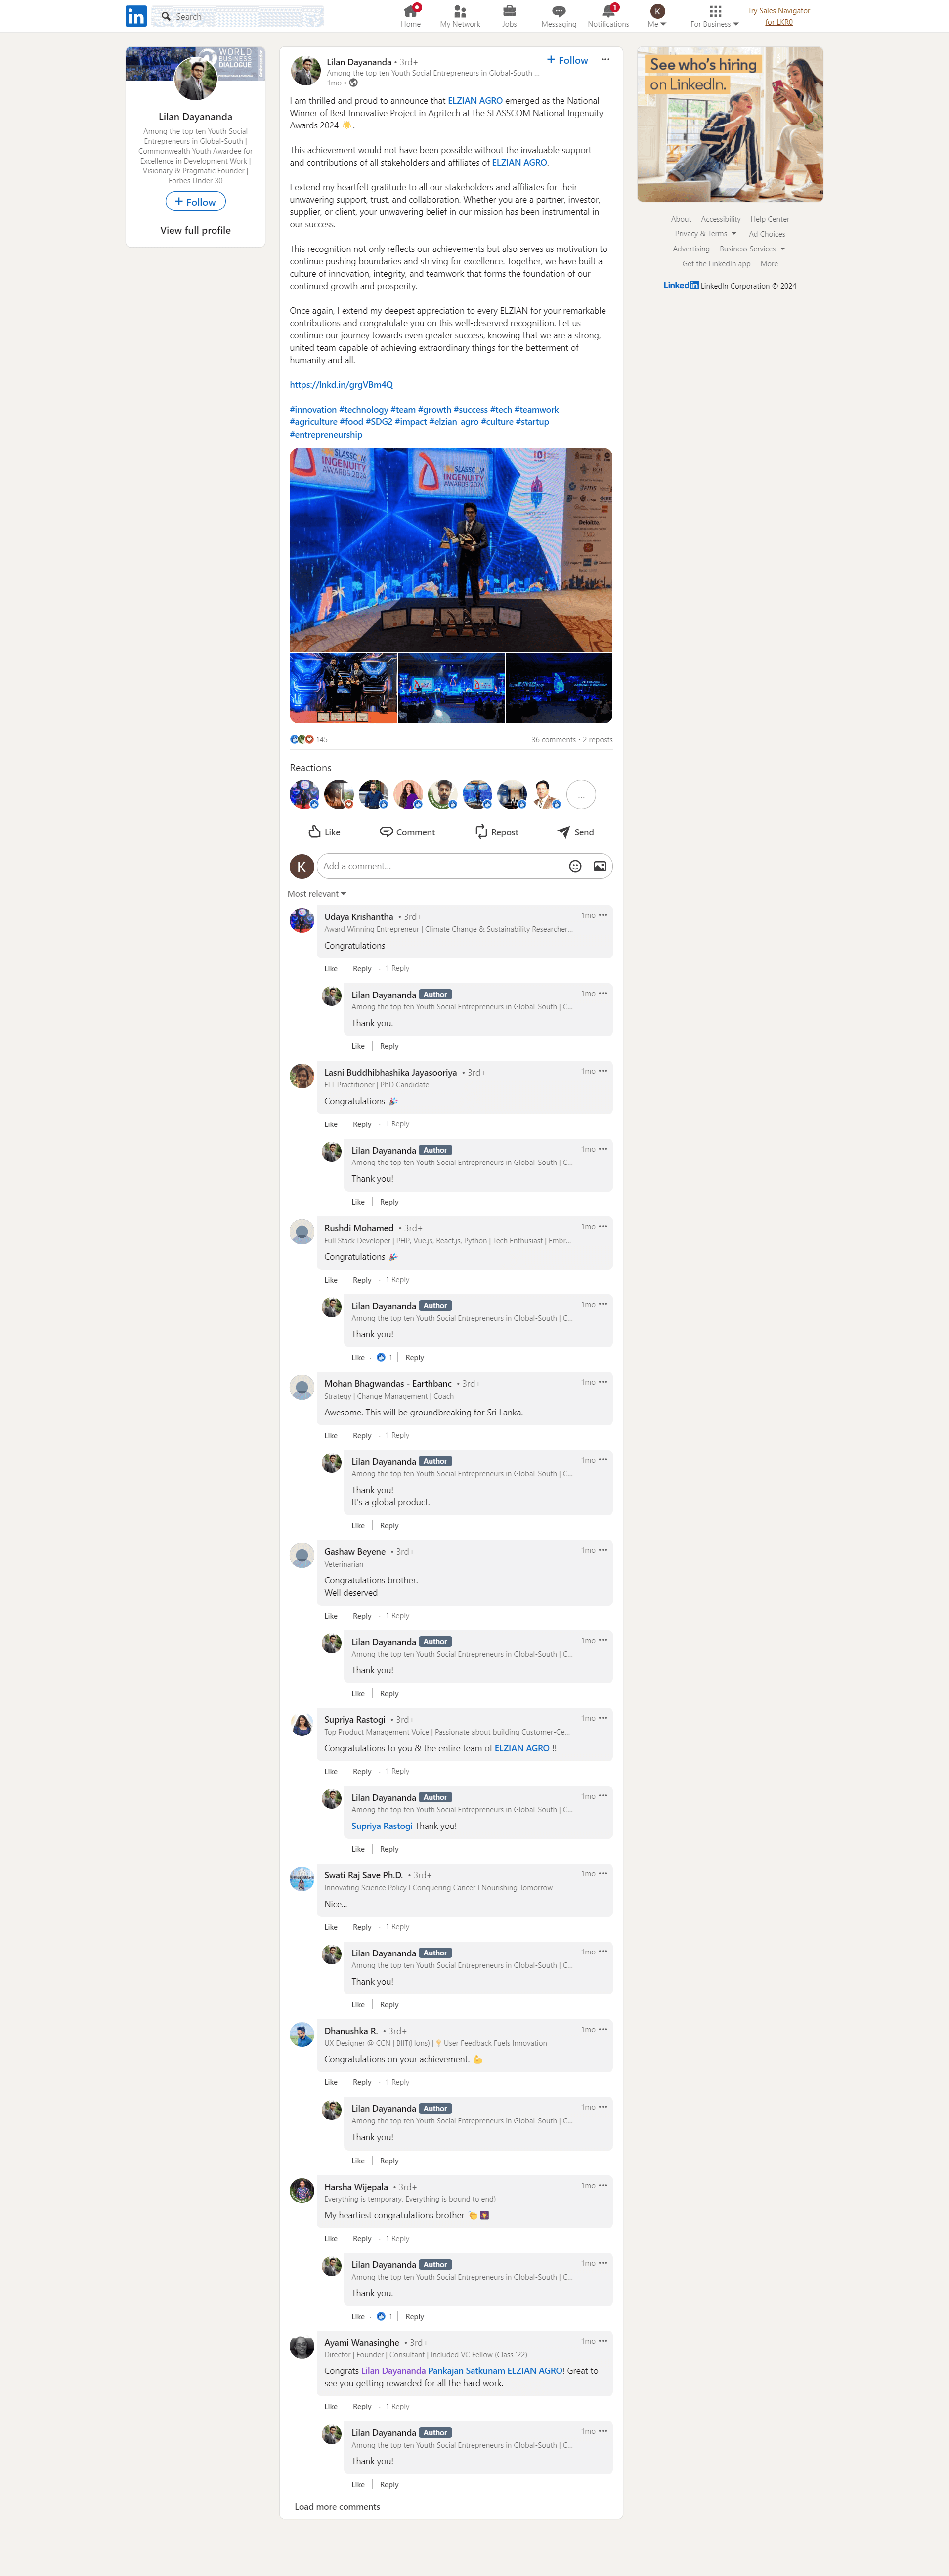 Search
Home
My Network
Jobs
Messaging
1
Notifications
K
Me
For Business
Try Sales Navigator
for LKR0
WORLD
BUSINESS
DIALOGUE
Lilan Dayananda
Among the top ten Youth Social
Entrepreneurs in Global-South |
Commonwealth Youth Awardee for
Excellence in Development Work |
Visionary & Pragmatic Founder |
Forbes Under 30
+ Follow
View full profile
Lilan Dayananda • 3rd+
Among the top ten Youth Social Entrepreneurs in Global-South ...
1mo •
+ Follow
I am thrilled and proud to announce that ELZIAN AGRO emerged as the National
Winner of Best Innovative Project in Agritech at the SLASSCOM National Ingenuity
Awards 2024 ☀️ .
This achievement would not have been possible without the invaluable support
and contributions of all stakeholders and affiliates of ELZIAN AGRO.
I extend my heartfelt gratitude to all our stakeholders and affiliates for their
unwavering support, trust, and collaboration. Whether you are a partner, investor,
supplier, or client, your unwavering belief in our mission has been instrumental in
our success.
This recognition not only reflects our achievements but also serves as motivation to
continue pushing boundaries and striving for excellence. Together, we have built a
culture of innovation, integrity, and teamwork that forms the foundation of our
continued growth and prosperity.
Once again, I extend my deepest appreciation to every ELZIAN for your remarkable
contributions and congratulate you on this well-deserved recognition. Let us
continue our journey towards even greater success, knowing that we are a strong,
united team capable of achieving extraordinary things for the betterment of
humanity and all.
https://lnkd.in/grgVBm4Q
#innovation #technology #team #growth #success #tech #teamwork
#agriculture #food #SDG2 #impact #elzian_agro #culture #startup
#entrepreneurship
SLASSCOM
INGENUITY
AWARDS 2024
SLASSCOM
INGENUITY
AWARDS 2024
Deloitte
145
36 comments • 2 reposts
Reactions
...
Like
Comment
Repost
Send
K
Add a comment...
Most relevant
Udaya Krishantha • 3rd+
1mo
Award Winning Entrepreneur | Climate Change & Sustainability Researcher...
Congratulations
Like | Reply · 1 Reply
Lilan Dayananda Author
1mo
Among the top ten Youth Social Entrepreneurs in Global-South | C...
Thank you.
Like | Reply
Lasni Buddhibhashika Jayasooriya • 3rd+
1mo
ELT Practitioner | PhD Candidate
Congratulations 🎉
Like | Reply · 1 Reply
Lilan Dayananda Author
1mo
Among the top ten Youth Social Entrepreneurs in Global-South | C...
Thank you!
Like | Reply
Rushdi Mohamed • 3rd+
1mo
Full Stack Developer | PHP, Vue.js, React.js, Python | Tech Enthusiast | Embr...
Congratulations 🎉
Like | Reply · 1 Reply
Lilan Dayananda Author
1mo
Among the top ten Youth Social Entrepreneurs in Global-South | C...
Thank you!
Like · 1 | Reply
Mohan Bhagwandas - Earthbanc • 3rd+
1mo
Strategy | Change Management | Coach
Awesome. This will be groundbreaking for Sri Lanka.
Like | Reply · 1 Reply
Lilan Dayananda Author
1mo
Among the top ten Youth Social Entrepreneurs in Global-South | C...
Thank you!
It's a global product.
Like | Reply
Gashaw Beyene • 3rd+
1mo
Veterinarian
Congratulations brother.
Well deserved
Like | Reply · 1 Reply
Lilan Dayananda Author
1mo
Among the top ten Youth Social Entrepreneurs in Global-South | C...
Thank you!
Like | Reply
Supriya Rastogi • 3rd+
1mo
Top Product Management Voice | Passionate about building Customer-Ce...
Congratulations to you & the entire team of ELZIAN AGRO !!
Like | Reply · 1 Reply
Lilan Dayananda Author
1mo
Among the top ten Youth Social Entrepreneurs in Global-South | C...
Supriya Rastogi Thank you!
Like | Reply
Swati Raj Save Ph.D. • 3rd+
1mo
Innovating Science Policy I Conquering Cancer I Nourishing Tomorrow
Nice...
Like | Reply · 1 Reply
Lilan Dayananda Author
1mo
Among the top ten Youth Social Entrepreneurs in Global-South | C...
Thank you!
Like | Reply
Dhanushka R. • 3rd+
1mo
UX Designer @ CCN | BIIT(Hons) | 💡 User Feedback Fuels Innovation
Congratulations on your achievement. 💪
Like | Reply · 1 Reply
Lilan Dayananda Author
1mo
Among the top ten Youth Social Entrepreneurs in Global-South | C...
Thank you!
Like | Reply
Harsha Wijepala • 3rd+
1mo
Everything is temporary, Everything is bound to end)
My heartiest congratulations brother 👏 🎇
Like | Reply · 1 Reply
Lilan Dayananda Author
1mo
Among the top ten Youth Social Entrepreneurs in Global-South | C...
Thank you.
Like · 1 | Reply
Ayami Wanasinghe • 3rd+
1mo
Director | Founder | Consultant | Included VC Fellow (Class '22)
Congrats Lilan Dayananda Pankajan Satkunam ELZIAN AGRO! Great to
see you getting rewarded for all the hard work.
Like | Reply · 1 Reply
Lilan Dayananda Author
1mo
Among the top ten Youth Social Entrepreneurs in Global-South | C...
Thank you!
Like | Reply
Load more comments
See who's hiring
on LinkedIn.
About Accessibility Help Center
Privacy & Terms Ad Choices
Advertising Business Services
Get the LinkedIn app More
LinkedIn LinkedIn Corporation © 2024